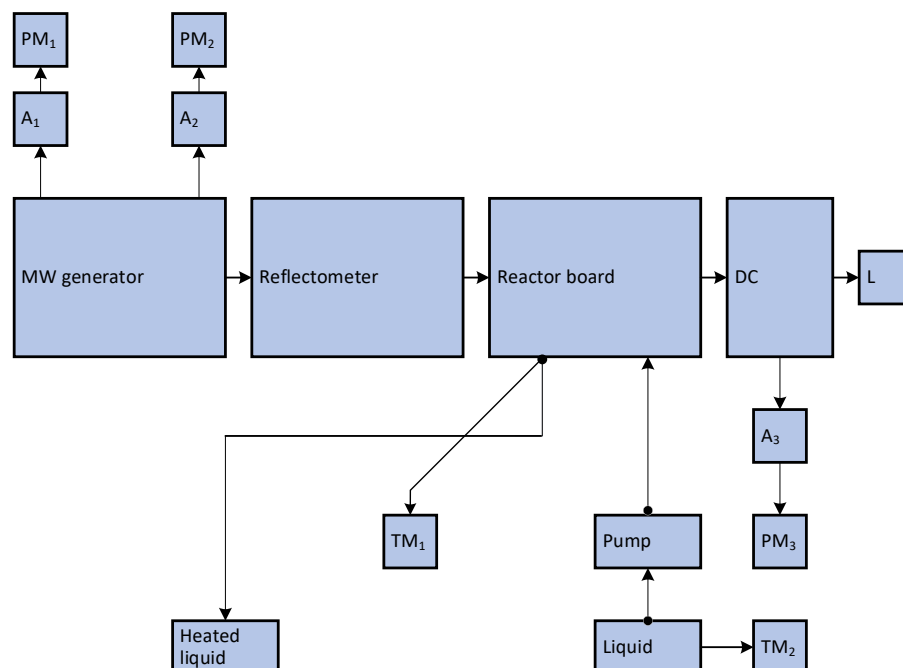 PM₁
PM₂
A₁
A₂
MW generator
Reflectometer
Reactor board
DC
L
A₃
TM₁
Pump
PM₃
Heated
liquid
Liquid
TM₂